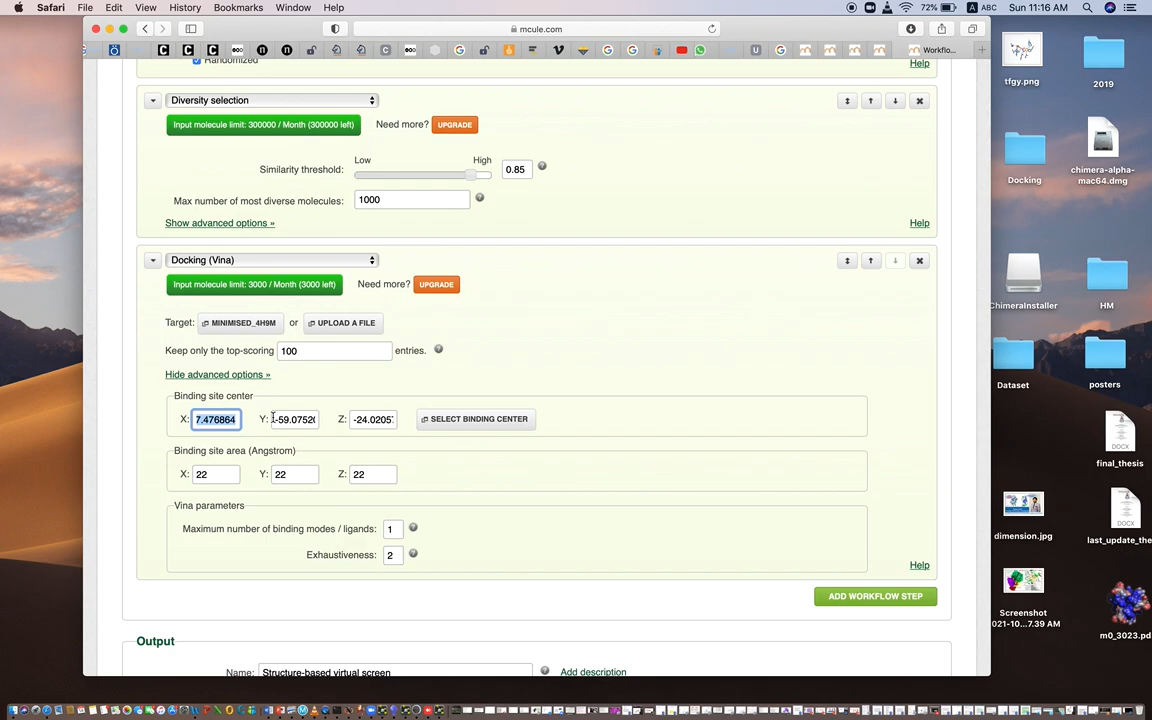 Safari File Edit View History Bookmarks Window Help 72% A ABC Sun 11:16 AM
mcule.com
Workflo...
Randomized
Help
Diversity selection
Input molecule limit: 300000 / Month (300000 left) Need more? UPGRADE
Low High
Similarity threshold: 0.85
Max number of most diverse molecules: 1000
Show advanced options » Help
Docking (Vina)
Input molecule limit: 3000 / Month (3000 left) Need more? UPGRADE
Target: MINIMISED_4H9M or UPLOAD A FILE
Keep only the top-scoring 100 entries.
Hide advanced options »
Binding site center
X: 7.476864 Y: -59.0752 Z: -24.0205 SELECT BINDING CENTER
Binding site area (Angstrom)
X: 22 Y: 22 Z: 22
Vina parameters
Maximum number of binding modes / ligands: 1
Exhaustiveness: 2
Help
ADD WORKFLOW STEP
Output
Name: Structure-based virtual screen Add description
tfgy.png
2019
Docking
chimera-alpha-
mac64.dmg
ChimeraInstaller
HM
Dataset
posters
DOCX
final_thesis
dimension.jpg
DOCX
last_update_the
Screenshot
021-10...7.39 AM
m0_3023.pd